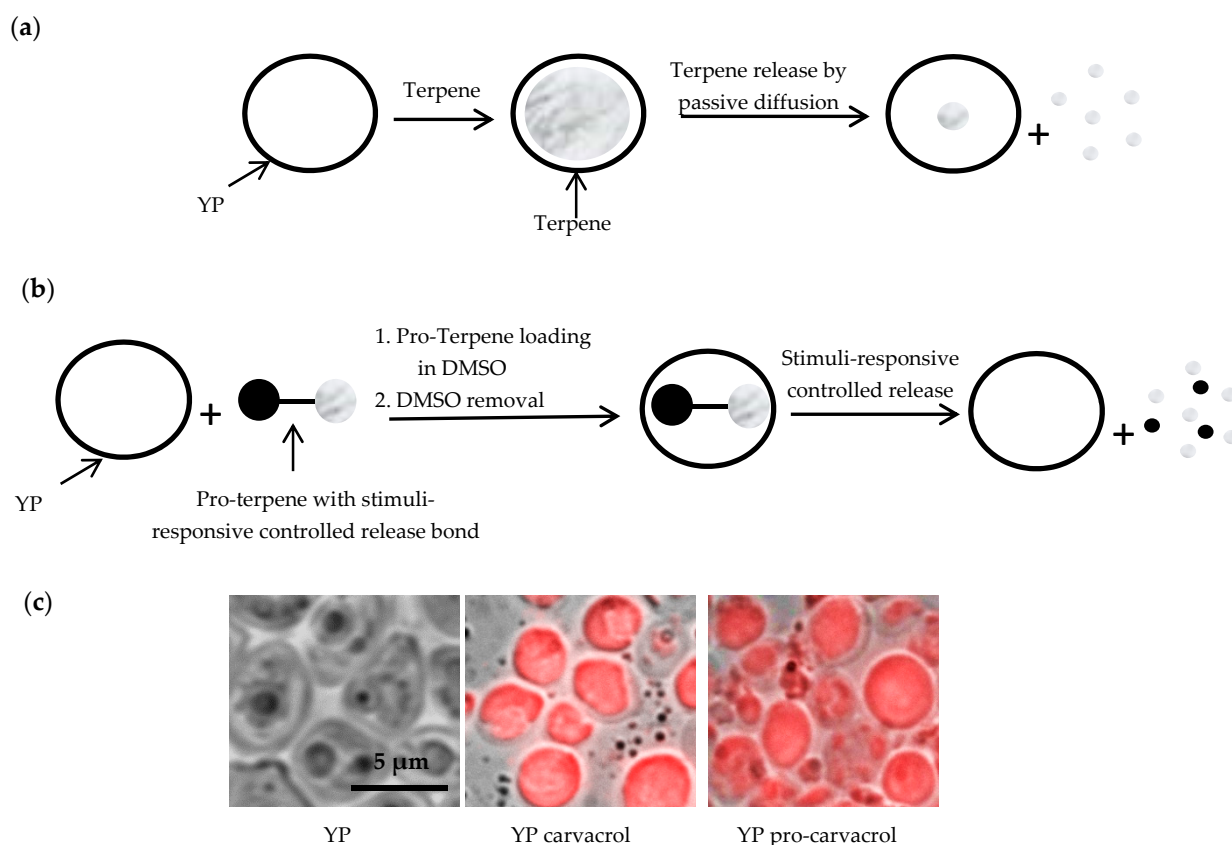 (a)
Terpene
Terpene release by
passive diffusion
+
YP
Terpene
(b)
1. Pro-Terpene loading
in DMSO
2. DMSO removal
Stimuli-responsive
controlled release
+
+
YP
Pro-terpene with stimuli-
responsive controlled release bond
(c)
5 µm
YP
YP carvacrol
YP pro-carvacrol